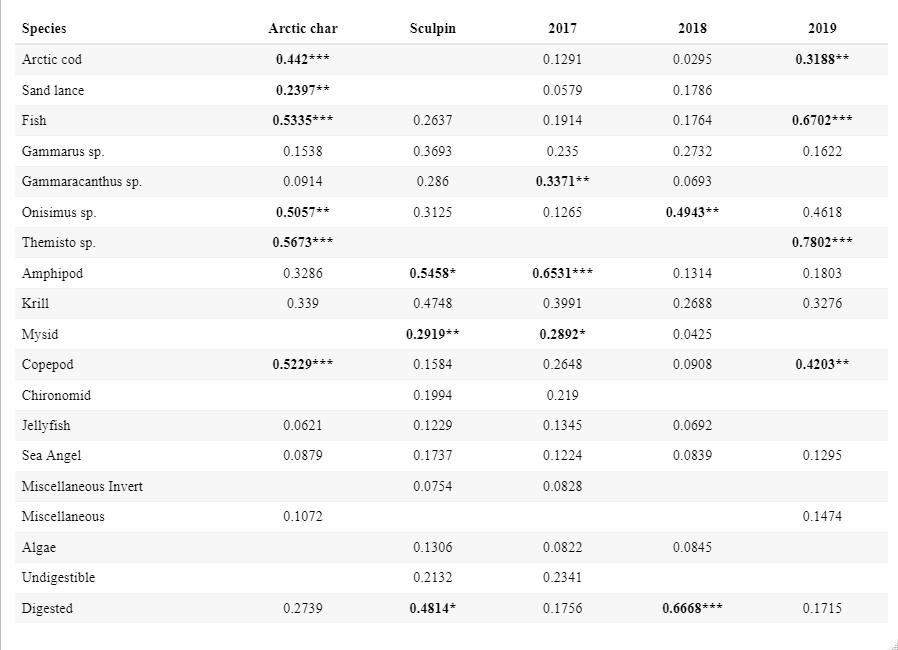 Species Arctic char Sculpin 2017 2018 2019
Arctic cod 0.442*** 0.1291 0.0295 0.3188**
Sand lance 0.2397** 0.0579 0.1786
Fish 0.5335*** 0.2637 0.1914 0.1764 0.6702***
Gammarus sp. 0.1538 0.3693 0.235 0.2732 0.1622
Gammaracanthus sp. 0.0914 0.286 0.3371** 0.0693
Onisimus sp. 0.5057** 0.3125 0.1265 0.4943** 0.4618
Themisto sp. 0.5673*** 0.7802***
Amphipod 0.3286 0.5458* 0.6531*** 0.1314 0.1803
Krill 0.339 0.4748 0.3991 0.2688 0.3276
Mysid 0.2919** 0.2892* 0.0425
Copepod 0.5229*** 0.1584 0.2648 0.0908 0.4203**
Chironomid 0.1994 0.219
Jellyfish 0.0621 0.1229 0.1345 0.0692
Sea Angel 0.0879 0.1737 0.1224 0.0839 0.1295
Miscellaneous Invert 0.0754 0.0828
Miscellaneous 0.1072 0.1474
Algae 0.1306 0.0822 0.0845
Undigestible 0.2132 0.2341
Digested 0.2739 0.4814* 0.1756 0.6668*** 0.1715